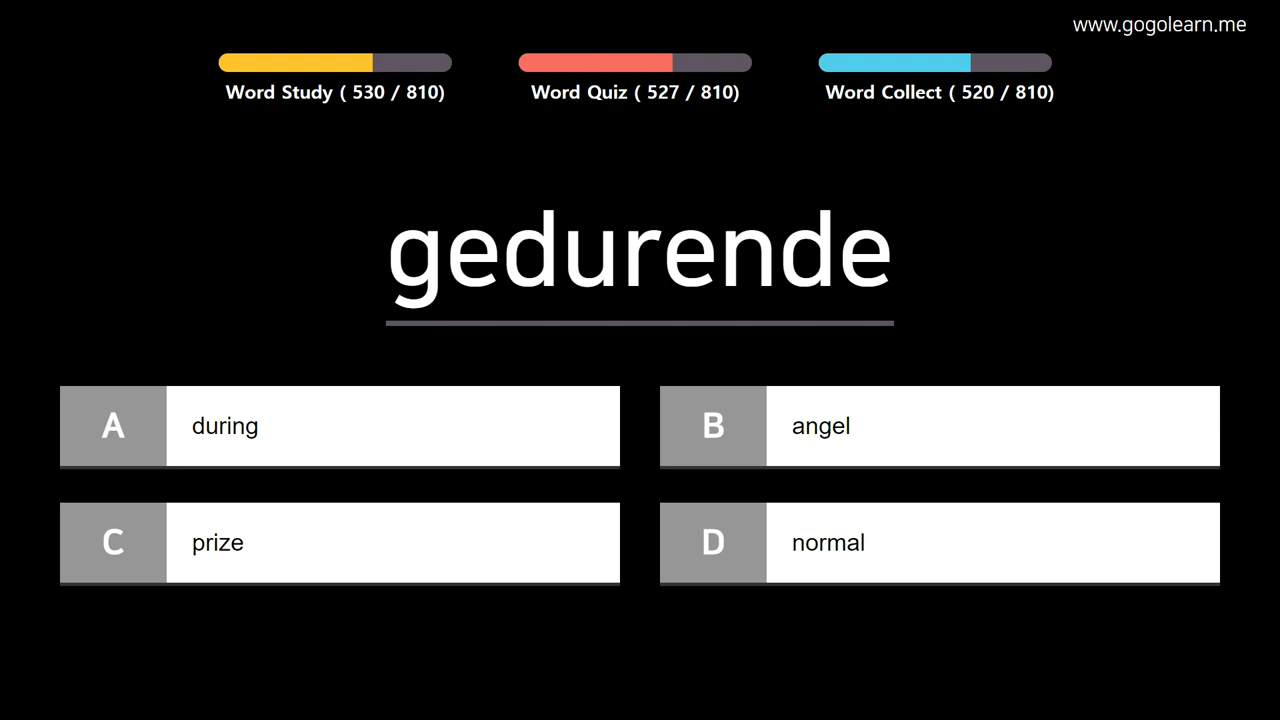 www.gogolearn.me
Word Study ( 530 / 810)
Word Quiz ( 527 / 810)
Word Collect ( 520 / 810)
gedurende
A during
B angel
C prize
D normal